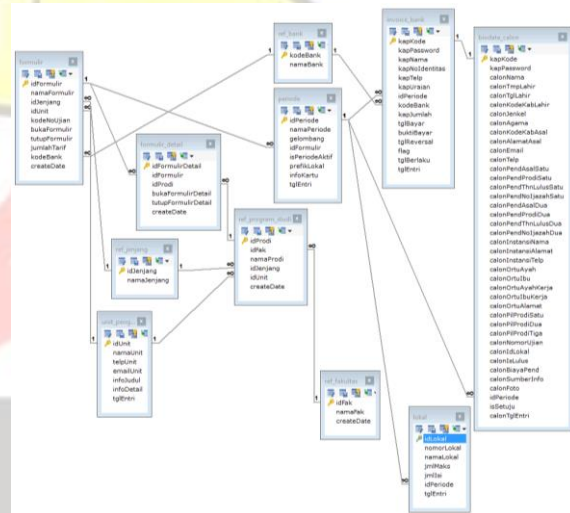 formulir
idFormulir
namaFormulir
idJenjang
idUnit
kodeNoUjian
bukaFormulir
tutupFormulir
jumlahTarif
kodeBank
createDate
ref_bank
kodeBank
namaBank
periode
idPeriode
namaPeriode
gelombang
idFormulir
isPeriodeAktif
prefikLokal
infoKartu
tglEntri
invoice_bank
kapKode
kapPassword
kapNama
kapNoIdentitas
kapTelp
kapUraian
idPeriode
kodeBank
kapJumlah
tglBayar
buktiBayar
tglReversal
flag
tglBerlaku
tglEntri
biodata_calon
kapKode
kapPassword
calonNama
calonTmpLahir
calonTglLahir
calonKodeKabLahir
calonJenkel
calonAgama
calonKodeKabAsal
calonAlamatAsal
calonEmail
calonTelp
calonPendAsalSatu
calonPendProdiSatu
calonPendThnLulusSatu
calonPendNoIjazahSatu
calonPendAsalDua
calonPendProdiDua
calonPendThnLulusDua
calonPendNoIjazahDua
calonInstansiNama
calonInstansiAlamat
calonInstansiTelp
calonOrtuAyah
calonOrtuIbu
calonOrtuAyahKerja
calonOrtuIbuKerja
calonOrtuAlamat
calonPilProdiSatu
calonPilProdiDua
calonPilProdiTiga
calonNomorUjian
calonIdLokal
calonIsLulus
calonBiayaPend
calonSumberInfo
calonFoto
idPeriode
isSetuju
calonTglEntri
formulir_detail
idFormulirDetail
idFormulir
idProdi
bukaFormulirDetail
tutupFormulirDetail
createDate
ref_program_studi
idProdi
idFak
namaProdi
idJenjang
idUnit
createDate
ref_jenjang
idJenjang
namaJenjang
unit_peng...
idUnit
namaUnit
telpUnit
emailUnit
infoJudul
infoDetail
tglEntri
ref_fakultas
idFak
namaFak
createDate
lokal
idLokal
nomorLokal
namaLokal
jmlMaks
jmlIsi
idPeriode
tglEntri